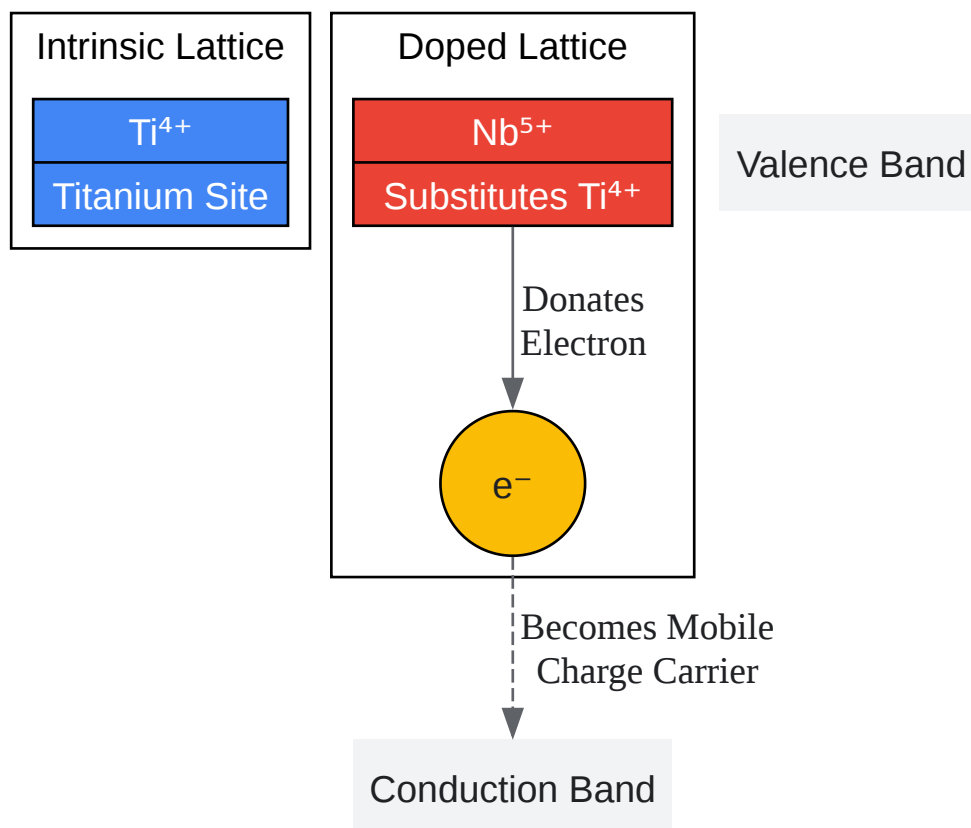 Intrinsic Lattice
Ti⁴⁺
Titanium Site
Doped Lattice
Nb⁵⁺
Substitutes Ti⁴⁺
Valence Band
Donates
Electron
e⁻
Becomes Mobile
Charge Carrier
Conduction Band